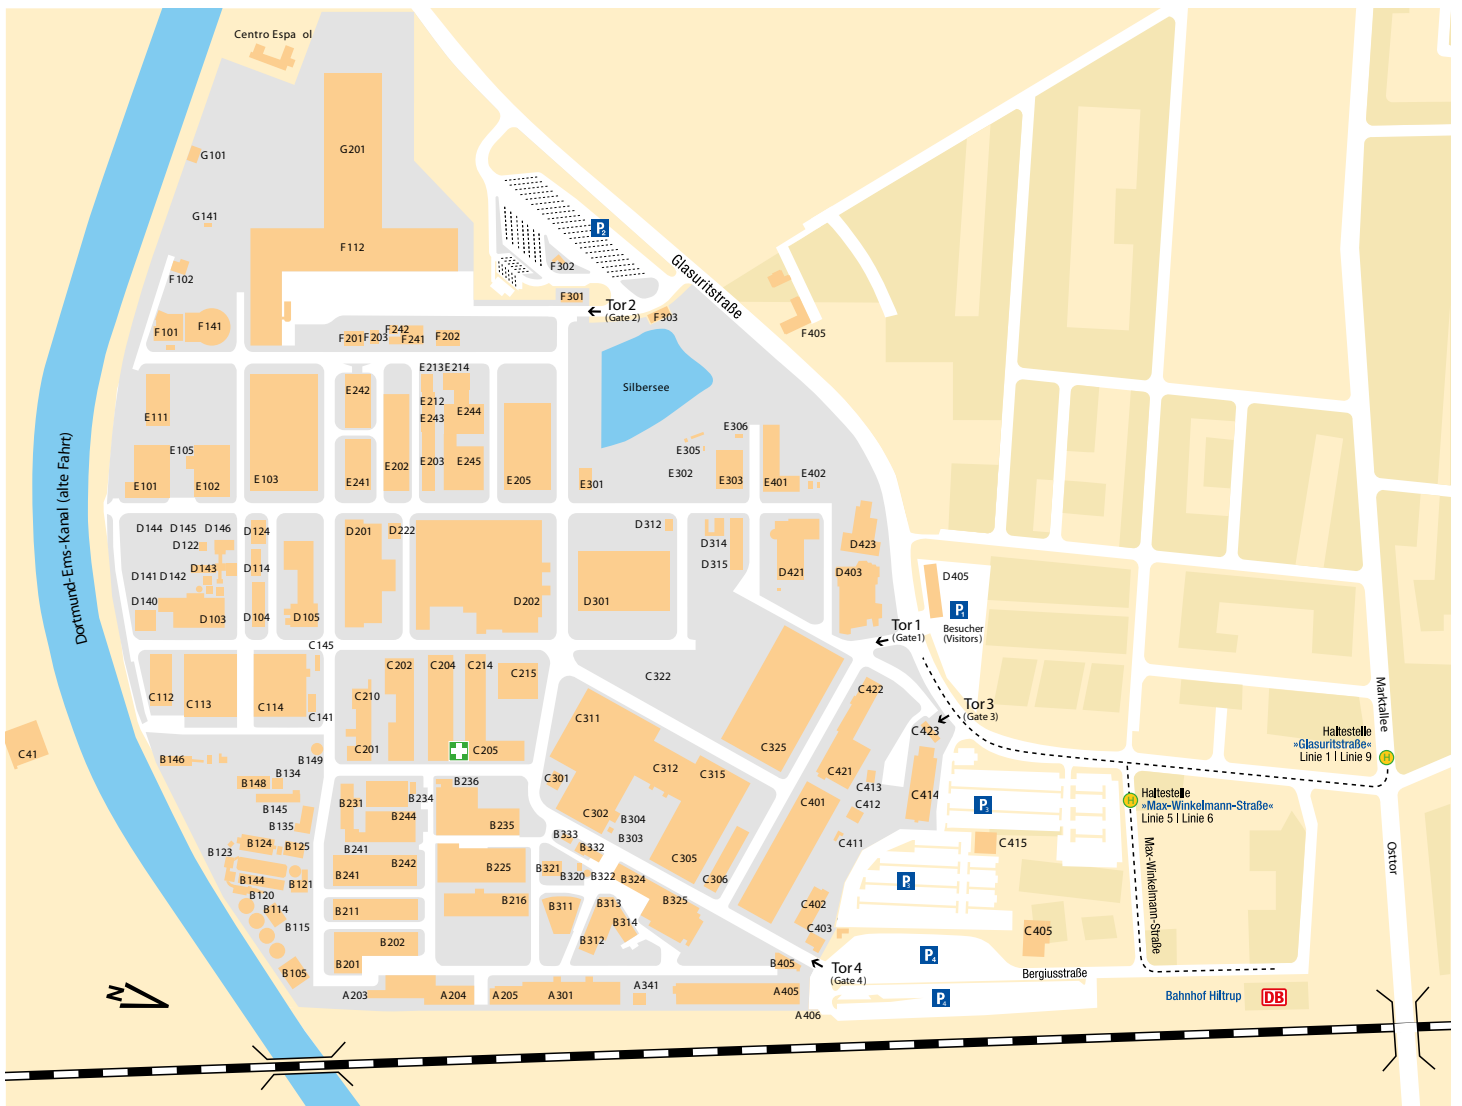 Centro Espa ol
G101
G201
G141
F112
F102
F302
F301
Tor 2
(Gate 2)
F303
Glasuritstraße
P2
F405
F101
F141
F201
F203
F242
F241
F202
Silbersee
E213
E214
E242
E212
E243
E244
E111
E105
E101
E102
E103
E241
E202
E203
E245
E205
E301
E306
E305
E302
E303
E401
E402
Dortmund-Ems-Kanal (alte Fahrt)
D144
D145
D146
D124
D122
D201
D222
D312
D314
D315
D423
D141
D142
D143
D114
D421
D403
D405
D140
D103
D104
D105
D202
D301
P1
Besucher
(Visitors)
Tor 1
(Gate1)
C145
C202
C204
C214
C215
C322
C422
C112
C113
C114
C141
C210
C201
C205
C311
C325
C423
Tor 3
(Gate 3)
Marktallee
Haltestelle
»Glasuritstraße«
Linie 1 | Linie 9
H
C41
B146
B149
B134
B148
B145
B135
B231
B234
B236
B244
B235
C301
C312
C315
C302
C421
C413
C412
C401
C414
C411
P3
H
Haltestelle
»Max-Winkelmann-Straße«
Linie 5 | Linie 6
C415
B304
B303
B333
B332
B123
B124
B125
B241
B242
B241
B225
B321
B320
B322
B324
C305
C306
P3
Max-Winkelmann-Straße
Osttor
B144
B121
B120
B114
B115
B211
B216
B311
B313
B314
B325
B312
C402
C403
C405
B202
B201
B105
B405
Tor 4
(Gate 4)
P4
Bergiusstraße
P4
Bahnhof Hiltrup
DB
N
A203
A204
A205
A301
A341
A405
A406